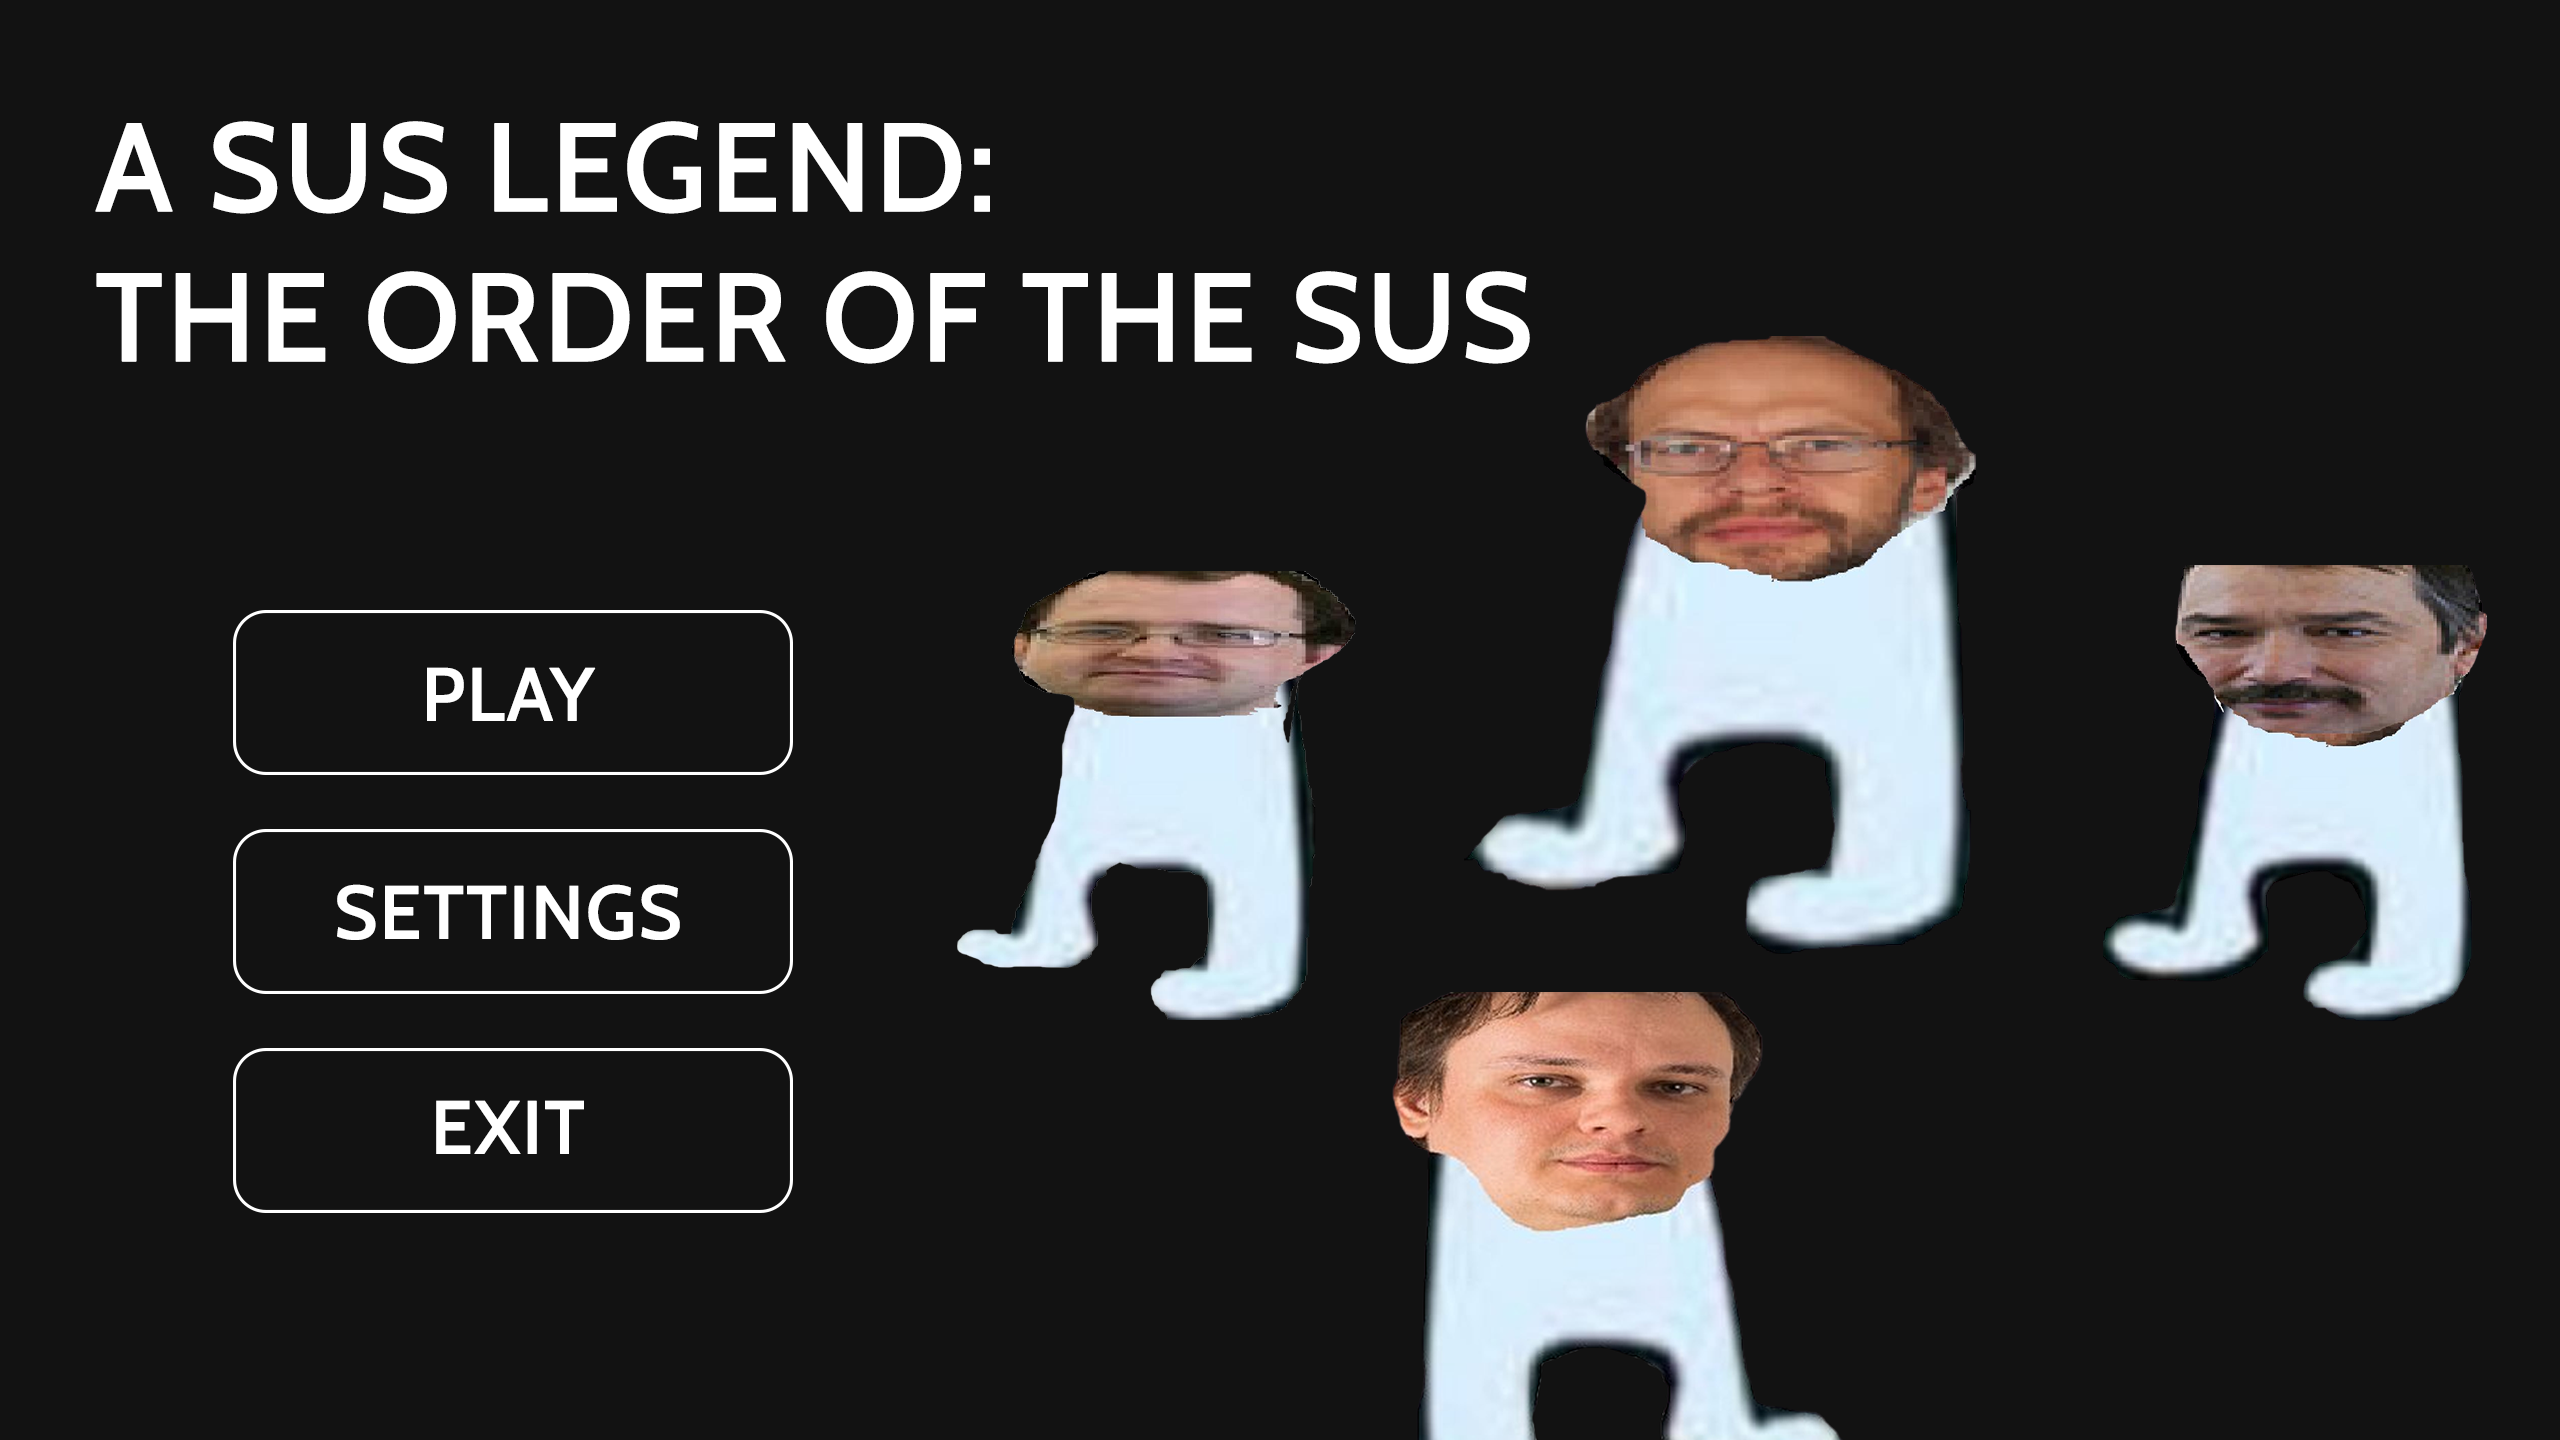 A SUS LEGEND:
THE ORDER OF THE SUS
PLAY
SETTINGS
EXIT